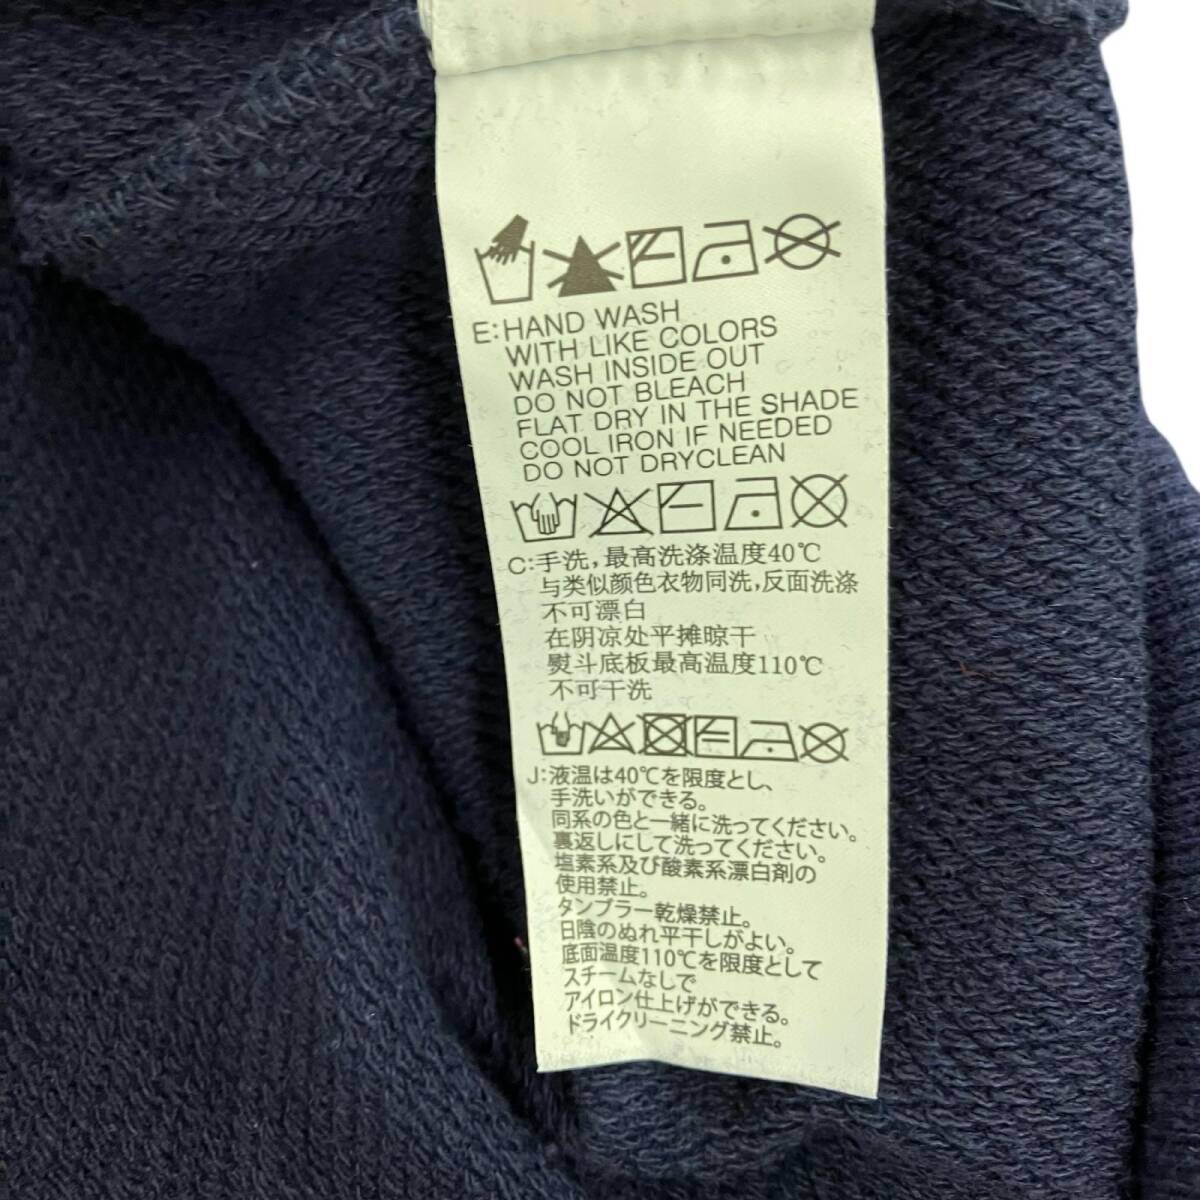 E: HAND WASH
WITH LIKE COLORS
WASH INSIDE OUT
DO NOT BLEACH
FLAT DRY IN THE SHADE
COOL IRON IF NEEDED
DO NOT DRYCLEAN
C: 手洗，最高洗涤温度40℃
与类似颜色衣物同洗，反面洗涤
不可漂白
在阴凉处平摊晾干
熨斗底板最高温度110℃
不可干洗
J: 液温は40℃を限度とし、
手洗いができる。
同系の色と一緒に洗ってください。
裏返しにして洗ってください。
塩素系及び酸素系漂白剤の
使用禁止。
タンブラー乾燥禁止。
日陰のぬれ平干しがよい。
底面温度110℃を限度として
スチームなしで
アイロン仕上げができる。
ドライクリーニング禁止。